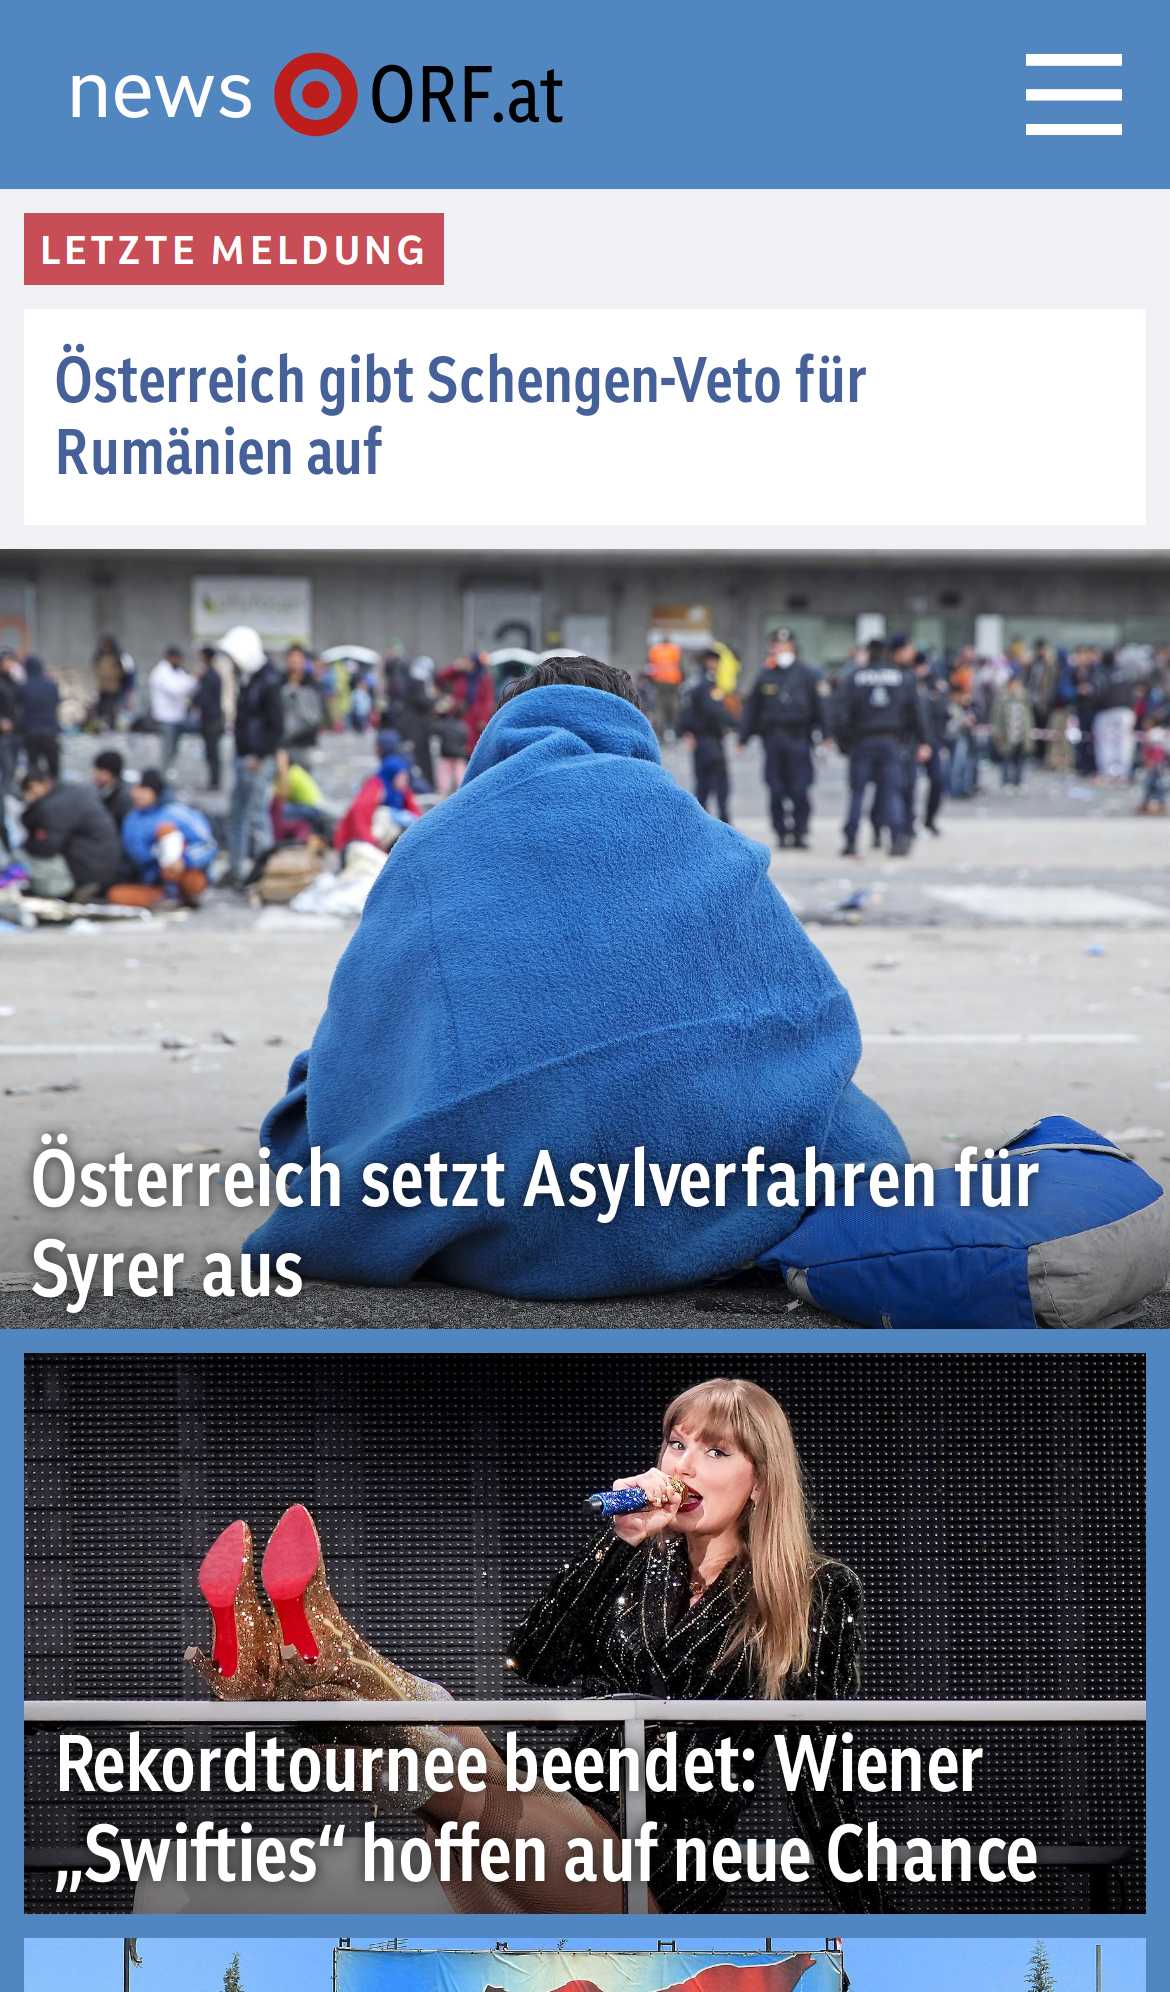 news ORF.at
LETZTE MELDUNG
Österreich gibt Schengen-Veto für
Rumänien auf
Österreich setzt Asylverfahren für
Syrer aus
Rekordtournee beendet: Wiener
„Swifties“ hoffen auf neue Chance